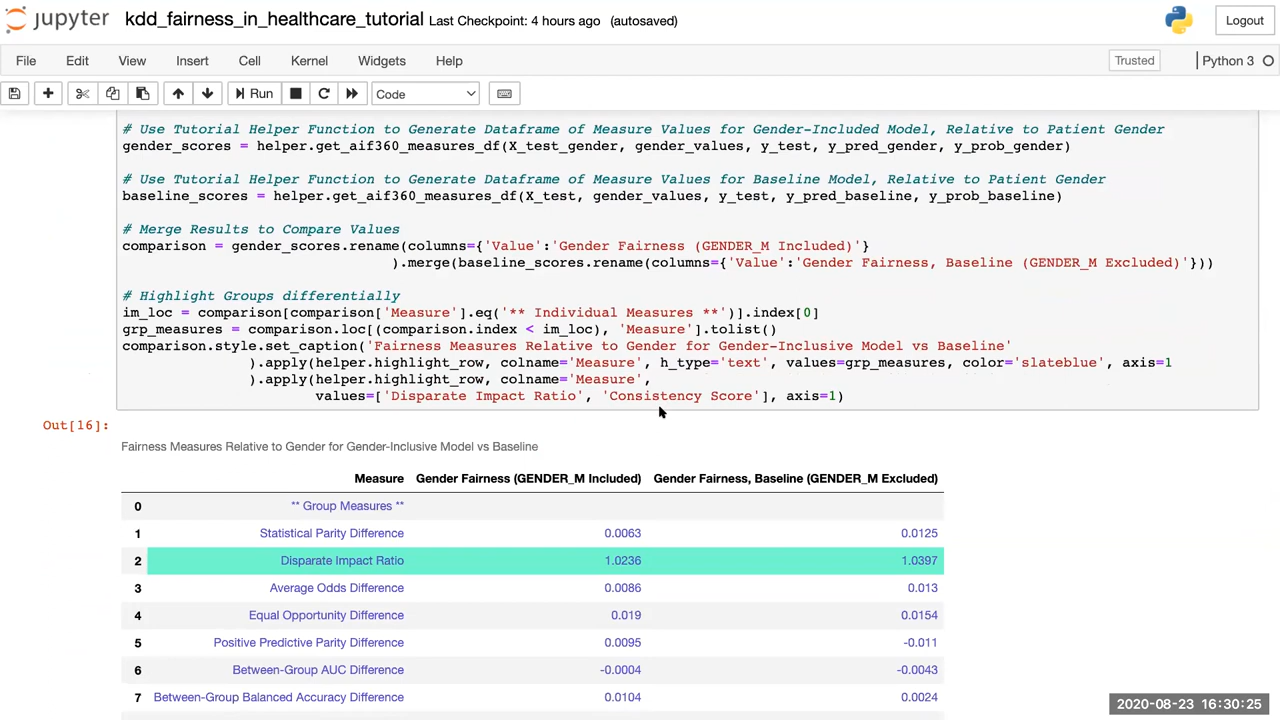 jupyter kdd_fairness_in_healthcare_tutorial Last Checkpoint: 4 hours ago (autosaved) Logout
File Edit View Insert Cell Kernel Widgets Help Trusted Python 3
Run Code
# Use Tutorial Helper Function to Generate Dataframe of Measure Values for Gender-Included Model, Relative to Patient Gender
gender_scores = helper.get_aif360_measures_df(X_test_gender, gender_values, y_test, y_pred_gender, y_prob_gender)
# Use Tutorial Helper Function to Generate Dataframe of Measure Values for Baseline Model, Relative to Patient Gender
baseline_scores = helper.get_aif360_measures_df(X_test, gender_values, y_test, y_pred_baseline, y_prob_baseline)
# Merge Results to Compare Values
comparison = gender_scores.rename(columns={'Value':'Gender Fairness (GENDER_M Included)'}
).merge(baseline_scores.rename(columns={'Value':'Gender Fairness, Baseline (GENDER_M Excluded)'}))
# Highlight Groups differentially
im_loc = comparison[comparison['Measure'].eq('** Individual Measures **')].index[0]
grp_measures = comparison.loc[(comparison.index < im_loc), 'Measure'].tolist()
comparison.style.set_caption('Fairness Measures Relative to Gender for Gender-Inclusive Model vs Baseline'
).apply(helper.highlight_row, colname='Measure', h_type='text', values=grp_measures, color='slateblue', axis=1
).apply(helper.highlight_row, colname='Measure',
values=['Disparate Impact Ratio', 'Consistency Score'], axis=1)
Out[16]:
Fairness Measures Relative to Gender for Gender-Inclusive Model vs Baseline
Measure Gender Fairness (GENDER_M Included) Gender Fairness, Baseline (GENDER_M Excluded)
0 ** Group Measures **
1 Statistical Parity Difference 0.0063 0.0125
2 Disparate Impact Ratio 1.0236 1.0397
3 Average Odds Difference 0.0086 0.013
4 Equal Opportunity Difference 0.019 0.0154
5 Positive Predictive Parity Difference 0.0095 -0.011
6 Between-Group AUC Difference -0.0004 -0.0043
7 Between-Group Balanced Accuracy Difference 0.0104 0.0024
2020-08-23 16:30:25